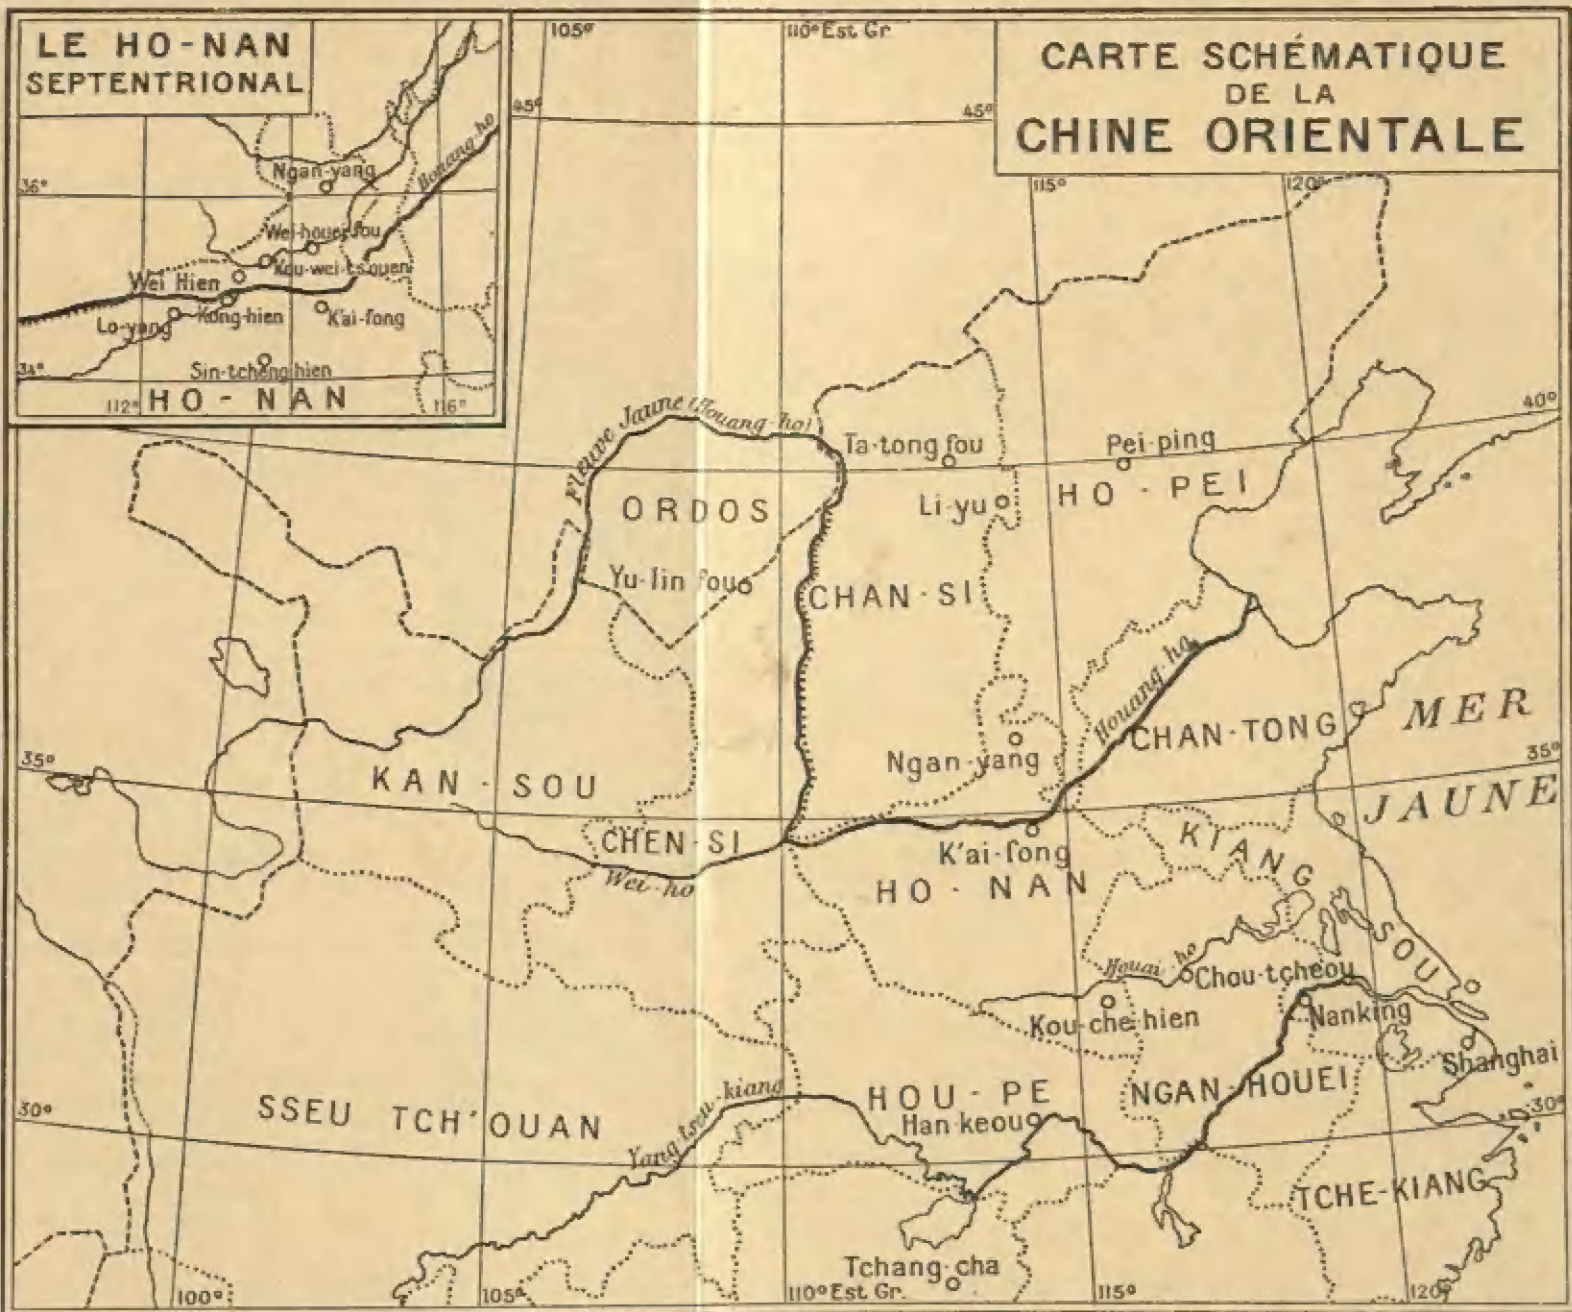 LE HO-NAN
SEPTENTRIONAL
Ngan-yang
Houang-ho
36°
Wei-houei-fou
Kou-wei-ts'ouen
Wei Hien
Lo-yang
Kong-hien
K'ai-fong
34°
Sin-tcheng hien
112°
HO-NAN
116°
105°
110° Est Gr
CARTE SCHÉMATIQUE
DE LA
CHINE ORIENTALE
45°
45°
115°
120°
40°
Fleuve Jaune (Houang-ho)
Ta-tong fou
Pei-ping
ORDOS
Li-yu
HO-PEI
Yu-lin fou
CHAN-SI
Houang-ho
MER
JAUNE
CHAN-TONG
Ngan-yang
35°
35°
KAN-SOU
CHEN-SI
Wei-ho
K'ai-fong
HO-NAN
KIANG
SOU
Houai-ho
Chou-tcheou
Kou-che-hien
Nanking
Shanghai
HOU-PE
NGAN-HOUEI
30°
30°
SSEU TCH'OUAN
Yang-tseu-kiang
Han-keou
TCHE-KIANG
Tchang-cha
100°
105°
110° Est Gr.
115°
120°